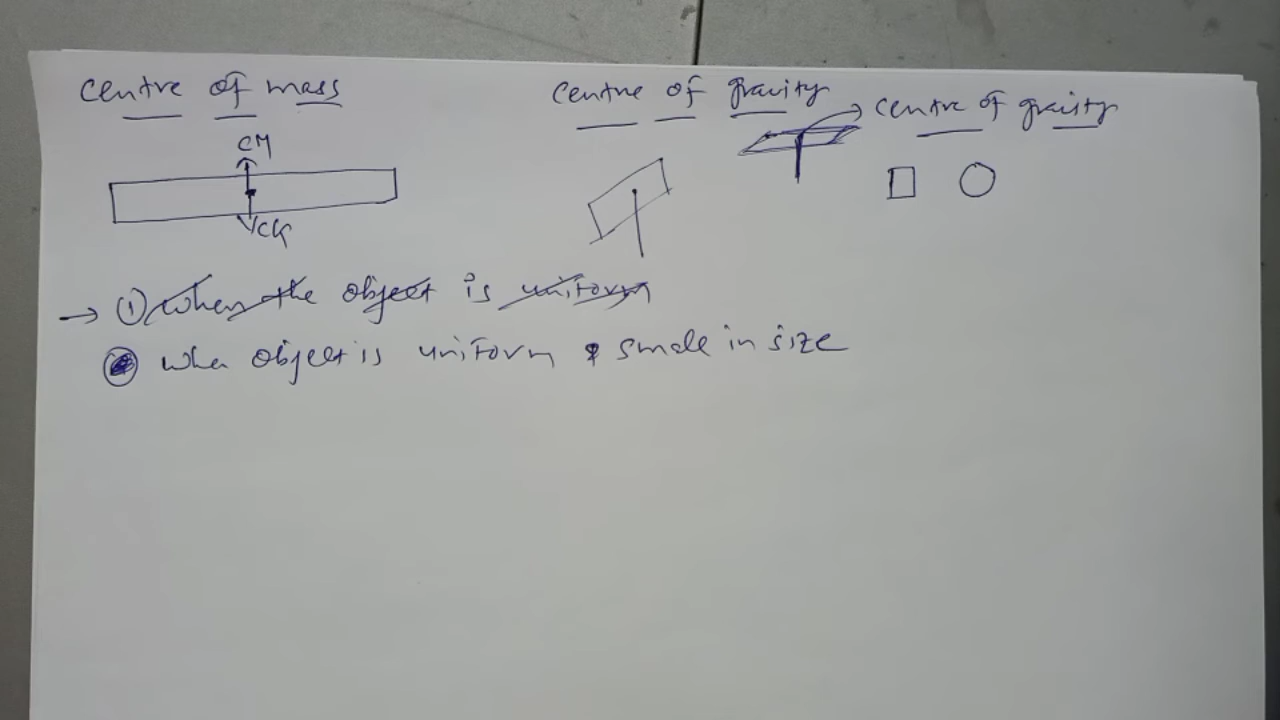 centre of mass
centre of gravity
centre of gravity
CM
CG
→ ① When the object is uniform
when object is uniform & small in size